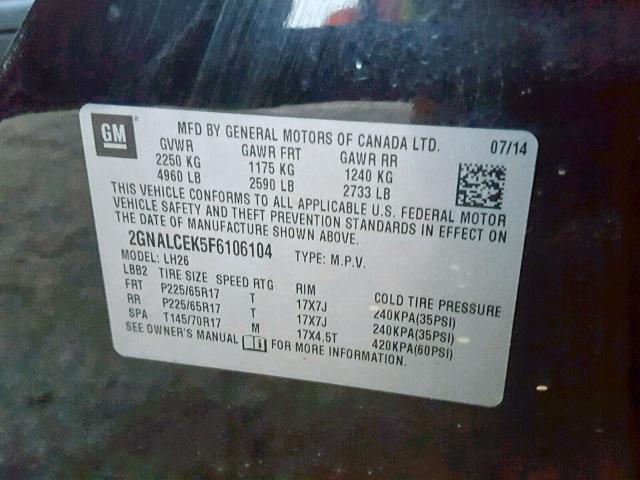 GM
MFD BY GENERAL MOTORS OF CANADA LTD. 07/14
GVWR GAWR FRT GAWR RR
2250 KG 1175 KG 1240 KG
4960 LB 2590 LB 2733 LB
THIS VEHICLE CONFORMS TO ALL APPLICABLE U.S. FEDERAL MOTOR
VEHICLE SAFETY AND THEFT PREVENTION STANDARDS IN EFFECT ON
THE DATE OF MANUFACTURE SHOWN ABOVE.
2GNALCEK5F6106104 TYPE: M.P.V.
MODEL: LH26
LBB2 TIRE SIZE SPEED RTG RIM COLD TIRE PRESSURE
FRT P225/65R17 T 17X7J 240KPA(35PSI)
RR P225/65R17 T 17X7J 240KPA(35PSI)
SPA T145/70R17 M 17X4.5T 420KPA(60PSI)
SEE OWNER'S MANUAL FOR MORE INFORMATION.